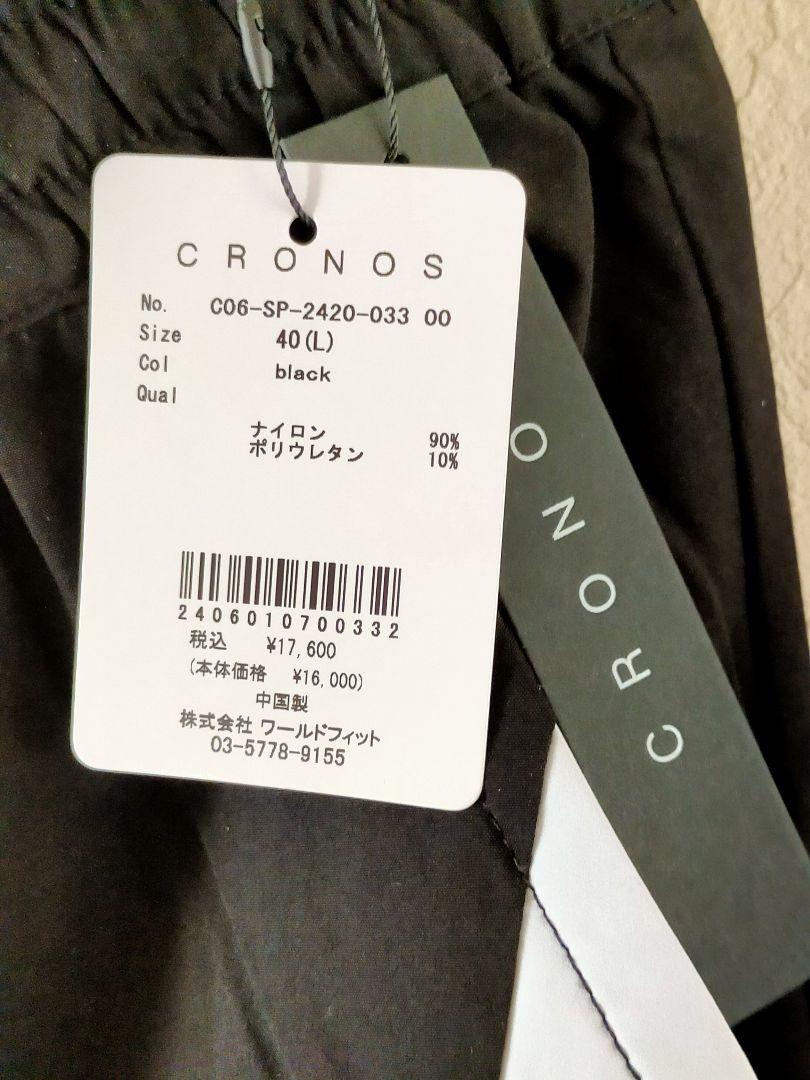 CRONOS
No. C06-SP-2420-033 00
Size 40(L)
Col black
Qual
ナイロン 90%
ポリウレタン 10%
2406010700332
税込 ¥17,600
(本体価格 ¥16,000)
中国製
株式会社 ワールドフィット
03-5778-9155
CRONO